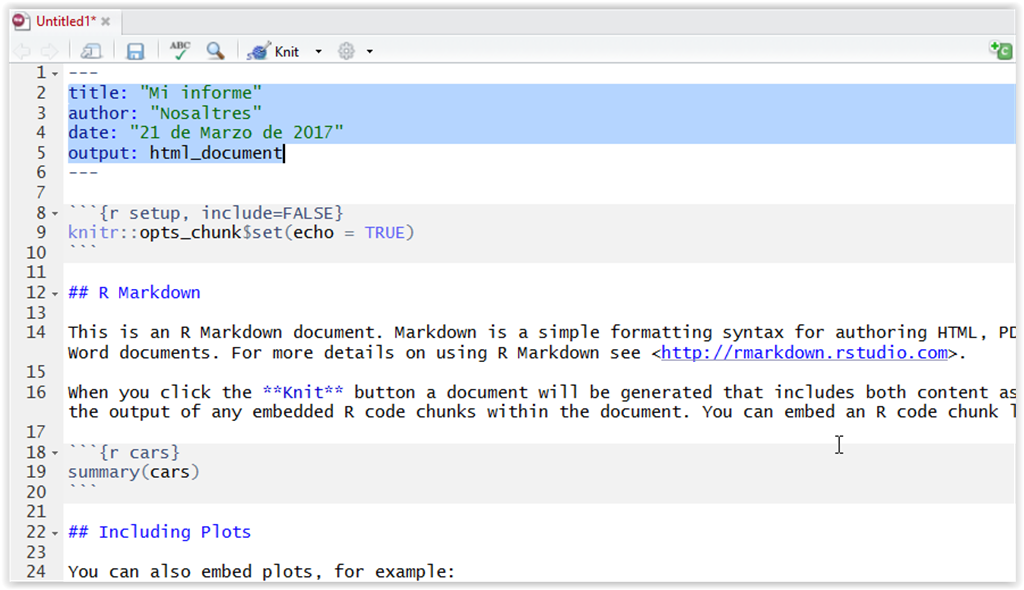 Untitled1*
ABC Knit
1 ---
2 title: "Mi informe"
3 author: "Nosaltres"
4 date: "21 de Marzo de 2017"
5 output: html_document
6 ---
7
8 ```{r setup, include=FALSE}
9 knitr::opts_chunk$set(echo = TRUE)
10 ```
11
12 ## R Markdown
13
14 This is an R Markdown document. Markdown is a simple formatting syntax for authoring HTML, PD
Word documents. For more details on using R Markdown see <http://rmarkdown.rstudio.com>.
15
16 When you click the **Knit** button a document will be generated that includes both content as
the output of any embedded R code chunks within the document. You can embed an R code chunk l
17
18 ```{r cars}
19 summary(cars)
20 ```
21
22 ## Including Plots
23
24 You can also embed plots, for example: